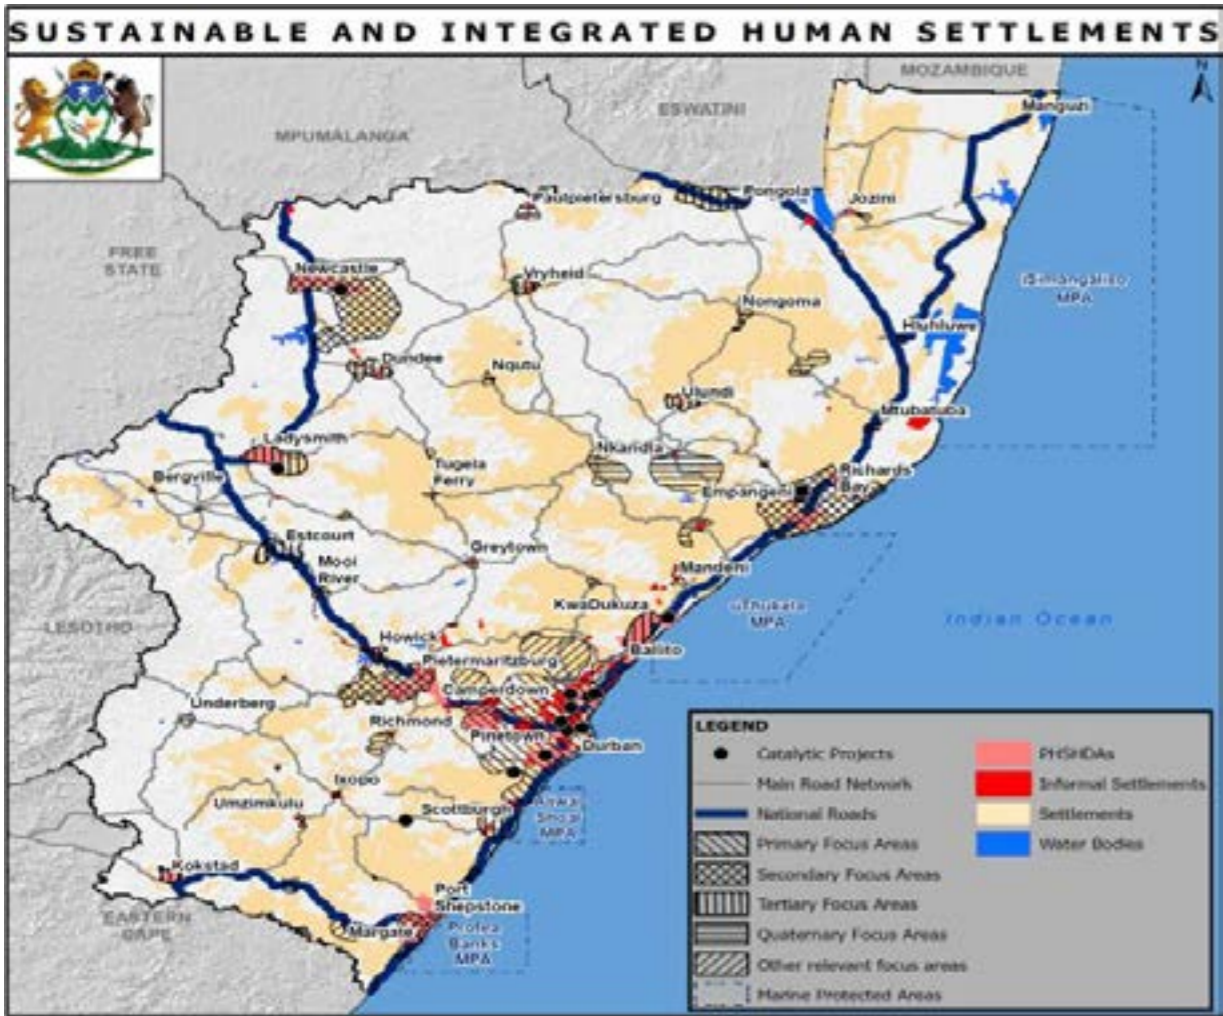 SUSTAINABLE AND INTEGRATED HUMAN SETTLEMENTS
MOZAMBIQUE
N
ESWATINI
MPUMALANGA
Manguzi
Paulpietersburg
Pongola
Jozini
FREE
STATE
Newcastle
Vryheid
iSimangaliso
MPA
Nongoma
Hluhluwe
Dundee
Nqutu
Ulundi
Mtubatuba
Ladysmith
Nkandla
Bergville
Tugela
Ferry
Richards
Bay
Empangeni
Estcourt
Greytown
Mooi
River
Mandeni
KwaDukuza
uThukela
MPA
Indian Ocean
LESOTHO
Howick
Ballito
Pietermaritzburg
Camperdown
Underberg
Richmond
Pinetown
Durban
Ixopo
Umzimkulu
Scottburgh
Aliwal
Shoal
MPA
Kokstad
Port
Shepstone
EASTERN
CAPE
Margate
Protea
Banks
MPA
LEGEND
Catalytic Projects
Main Road Network
National Roads
Primary Focus Areas
Secondary Focus Areas
Tertiary Focus Areas
Quaternary Focus Areas
Other relevant focus areas
Marine Protected Areas
PHSHDAs
Informal Settlements
Settlements
Water Bodies